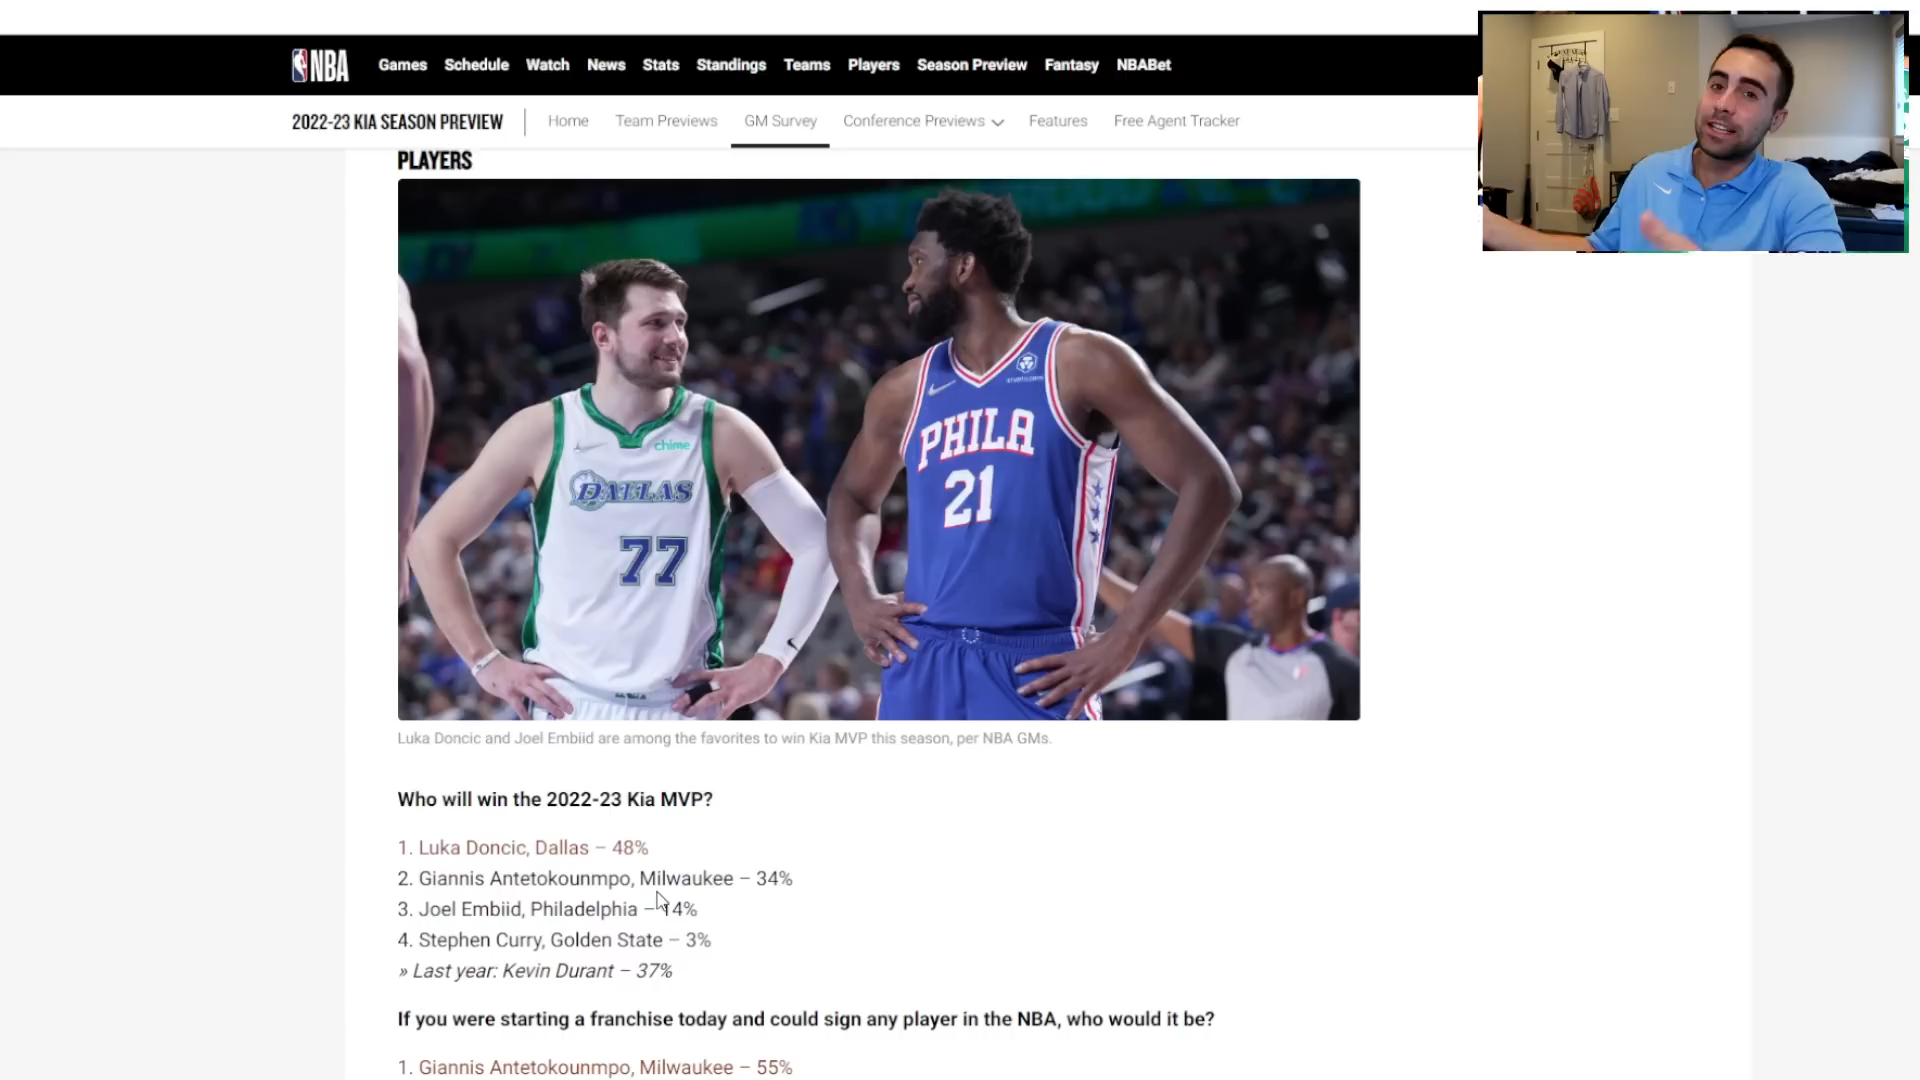 NBA
Games Schedule Watch News Stats Standings Teams Players Season Preview Fantasy NBABet
2022-23 KIA SEASON PREVIEW
Home Team Previews GM Survey Conference Previews Features Free Agent Tracker
PLAYERS
crypto.com
PHILA
21
chime
DALLAS
77
Luka Doncic and Joel Embiid are among the favorites to win Kia MVP this season, per NBA GMs.
Who will win the 2022-23 Kia MVP?
1. Luka Doncic, Dallas – 48%
2. Giannis Antetokounmpo, Milwaukee – 34%
3. Joel Embiid, Philadelphia – 14%
4. Stephen Curry, Golden State – 3%
» Last year: Kevin Durant – 37%
If you were starting a franchise today and could sign any player in the NBA, who would it be?
1. Giannis Antetokounmpo, Milwaukee – 55%